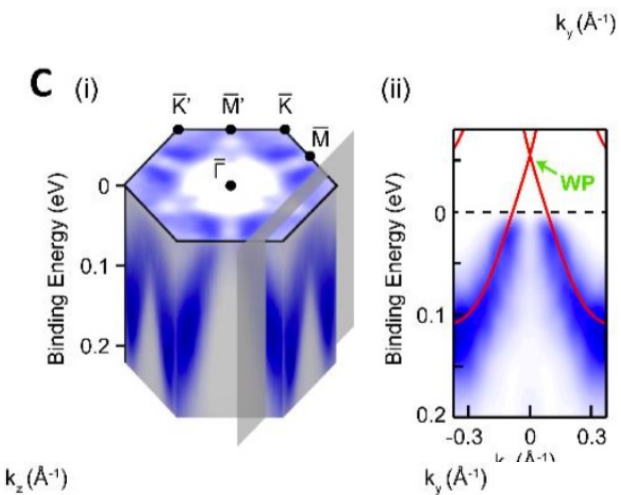 k_y (Å⁻¹)
C (i)
K̄' M̄' K̄
M̄
Γ̄
Binding Energy (eV)
0
0.1
0.2
(ii)
WP
Binding Energy (eV)
0
0.1
0.2
-0.3 0 0.3
k_z (Å⁻¹)
k_y (Å⁻¹)